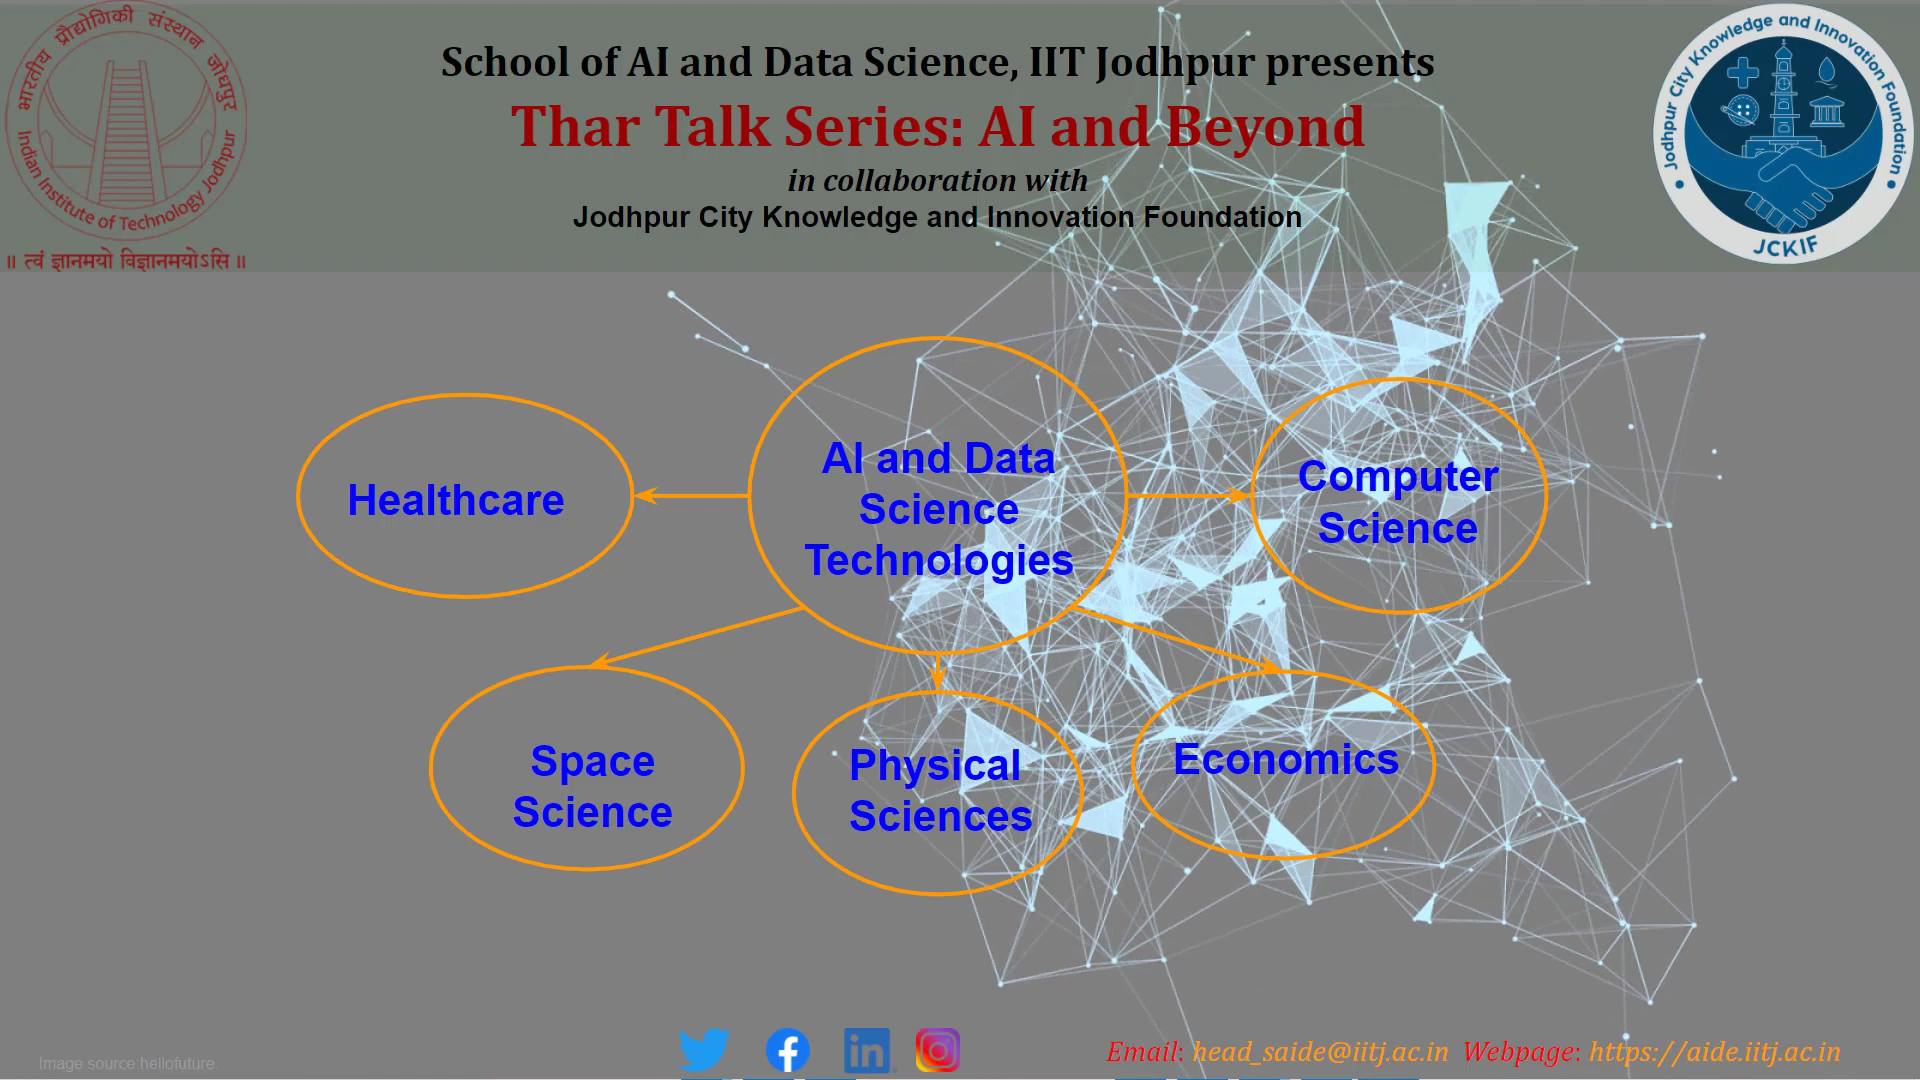 भारतीय प्रौद्योगिकी संस्थान जोधपुर
Indian Institute of Technology Jodhpur
॥ त्वं ज्ञानमयो विज्ञानमयोऽसि ॥
School of AI and Data Science, IIT Jodhpur presents
Thar Talk Series: AI and Beyond
in collaboration with
Jodhpur City Knowledge and Innovation Foundation
Jodhpur City Knowledge and Innovation Foundation
JCKIF
Healthcare
AI and Data
Science
Technologies
Computer
Science
Space
Science
Physical
Sciences
Economics
Image source:hellofuture.
in
Email: head_saide@iitj.ac.in Webpage: https://aide.iitj.ac.in